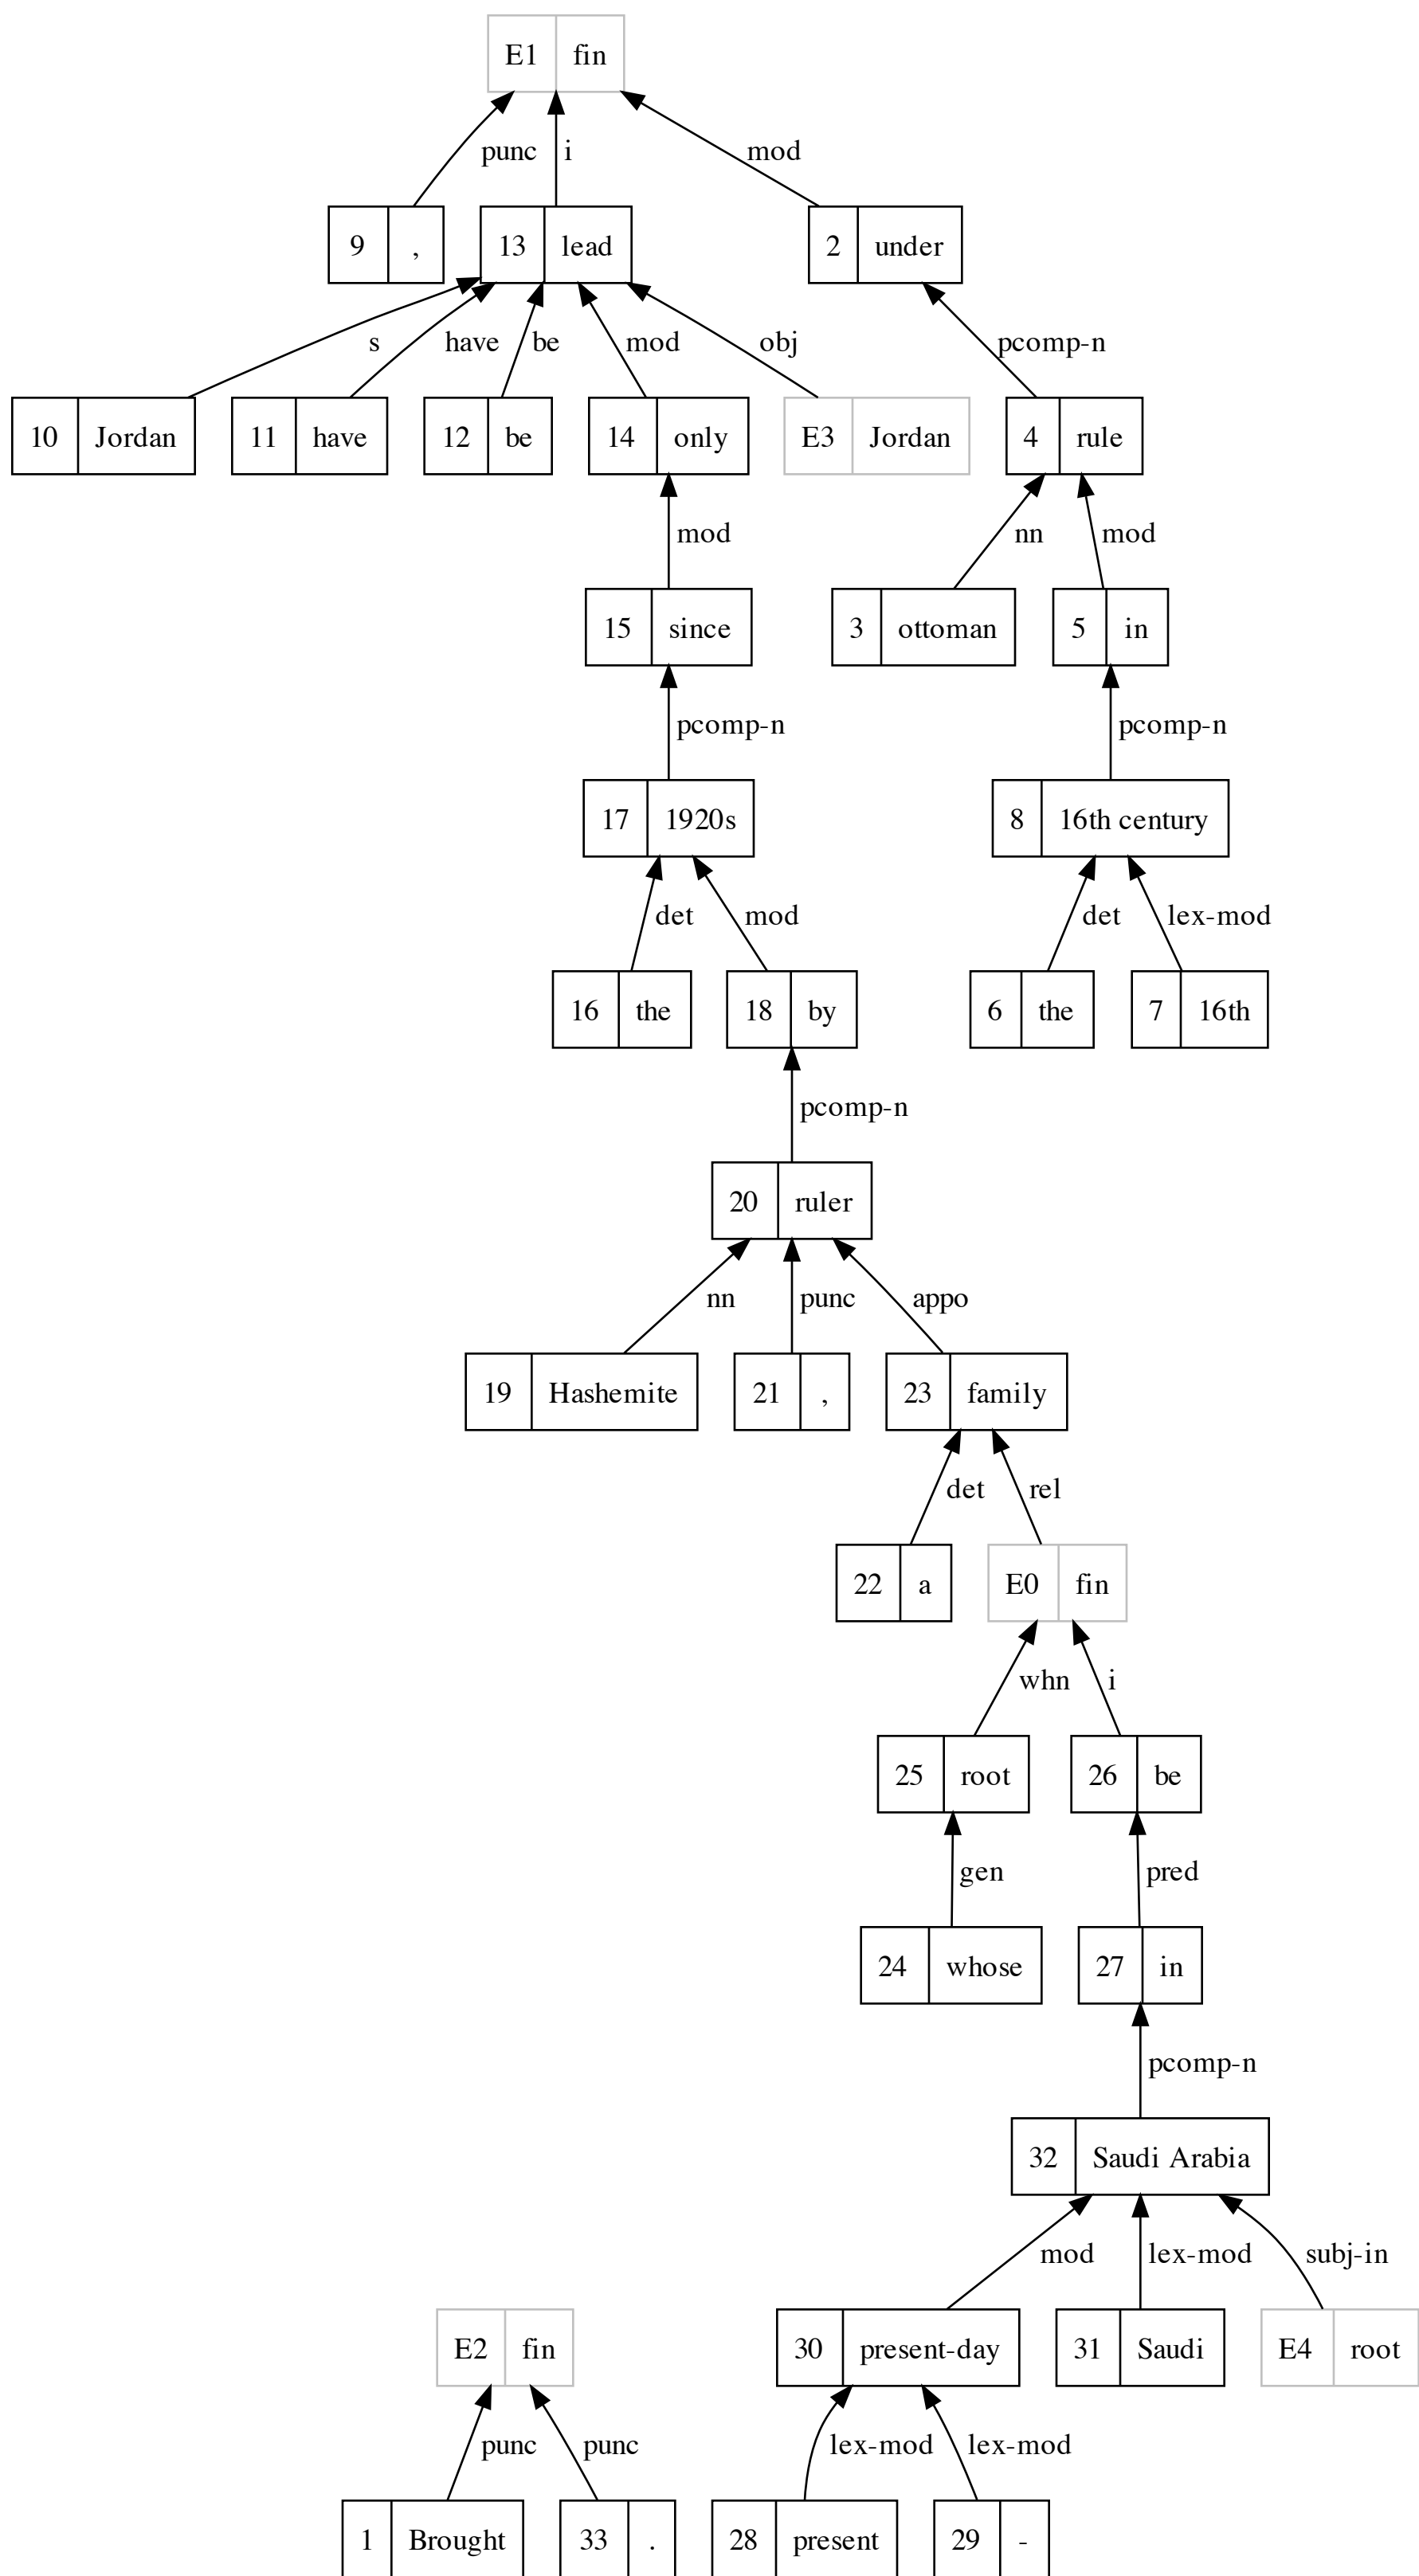 E1 fin
punc i mod
9 , 13 lead 2 under
s have be mod obj pcomp-n
10 Jordan 11 have 12 be 14 only E3 Jordan 4 rule
mod nn mod
15 since 3 ottoman 5 in
pcomp-n pcomp-n
17 1920s 8 16th century
det mod det lex-mod
16 the 18 by 6 the 7 16th
pcomp-n
20 ruler
nn punc appo
19 Hashemite 21 , 23 family
det rel
22 a E0 fin
whn i
25 root 26 be
gen pred
24 whose 27 in
pcomp-n
32 Saudi Arabia
mod lex-mod subj-in
E2 fin 30 present-day 31 Saudi E4 root
punc punc lex-mod lex-mod
1 Brought 33 . 28 present 29 -